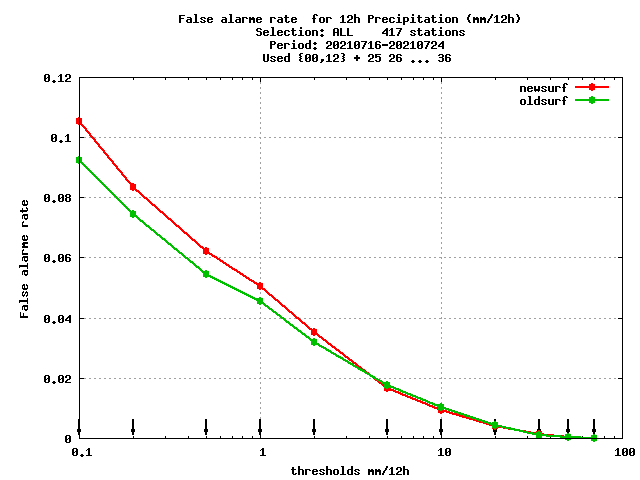 False alarme rate  for 12h Precipitation (mm/12h)
Selection: ALL    417 stations
Period: 20210716-20210724
Used {00,12} + 25 26 ... 36
newsurf
oldsurf
0.12
0.1
0.08
0.06
0.04
0.02
0
False alarme rate
0.1 1 10 100
thresholds mm/12h